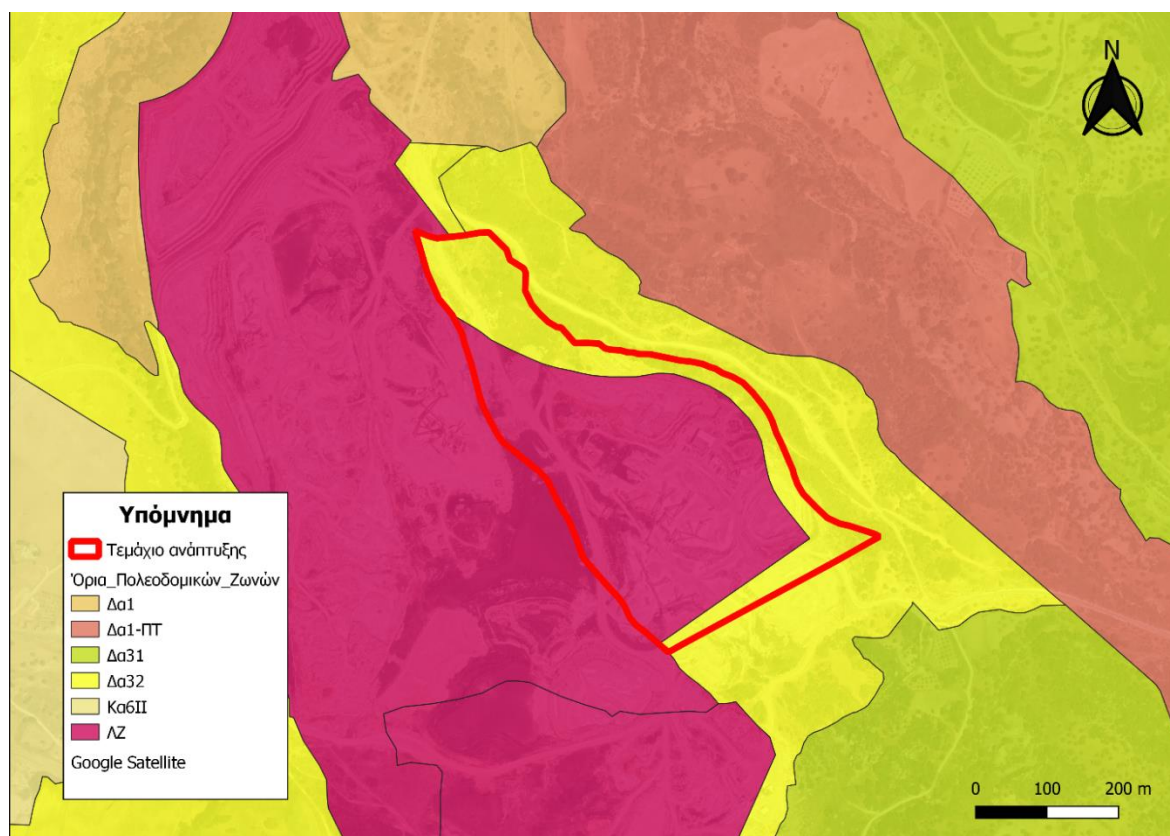 N
Υπόμνημα
Τεμάχιο ανάπτυξης
Όρια_Πολεοδομικών_Ζωνών
Δα1
Δα1-ΠΤ
Δα31
Δα32
Κα6ΙΙ
ΛΖ
Google Satellite
0 100 200 m